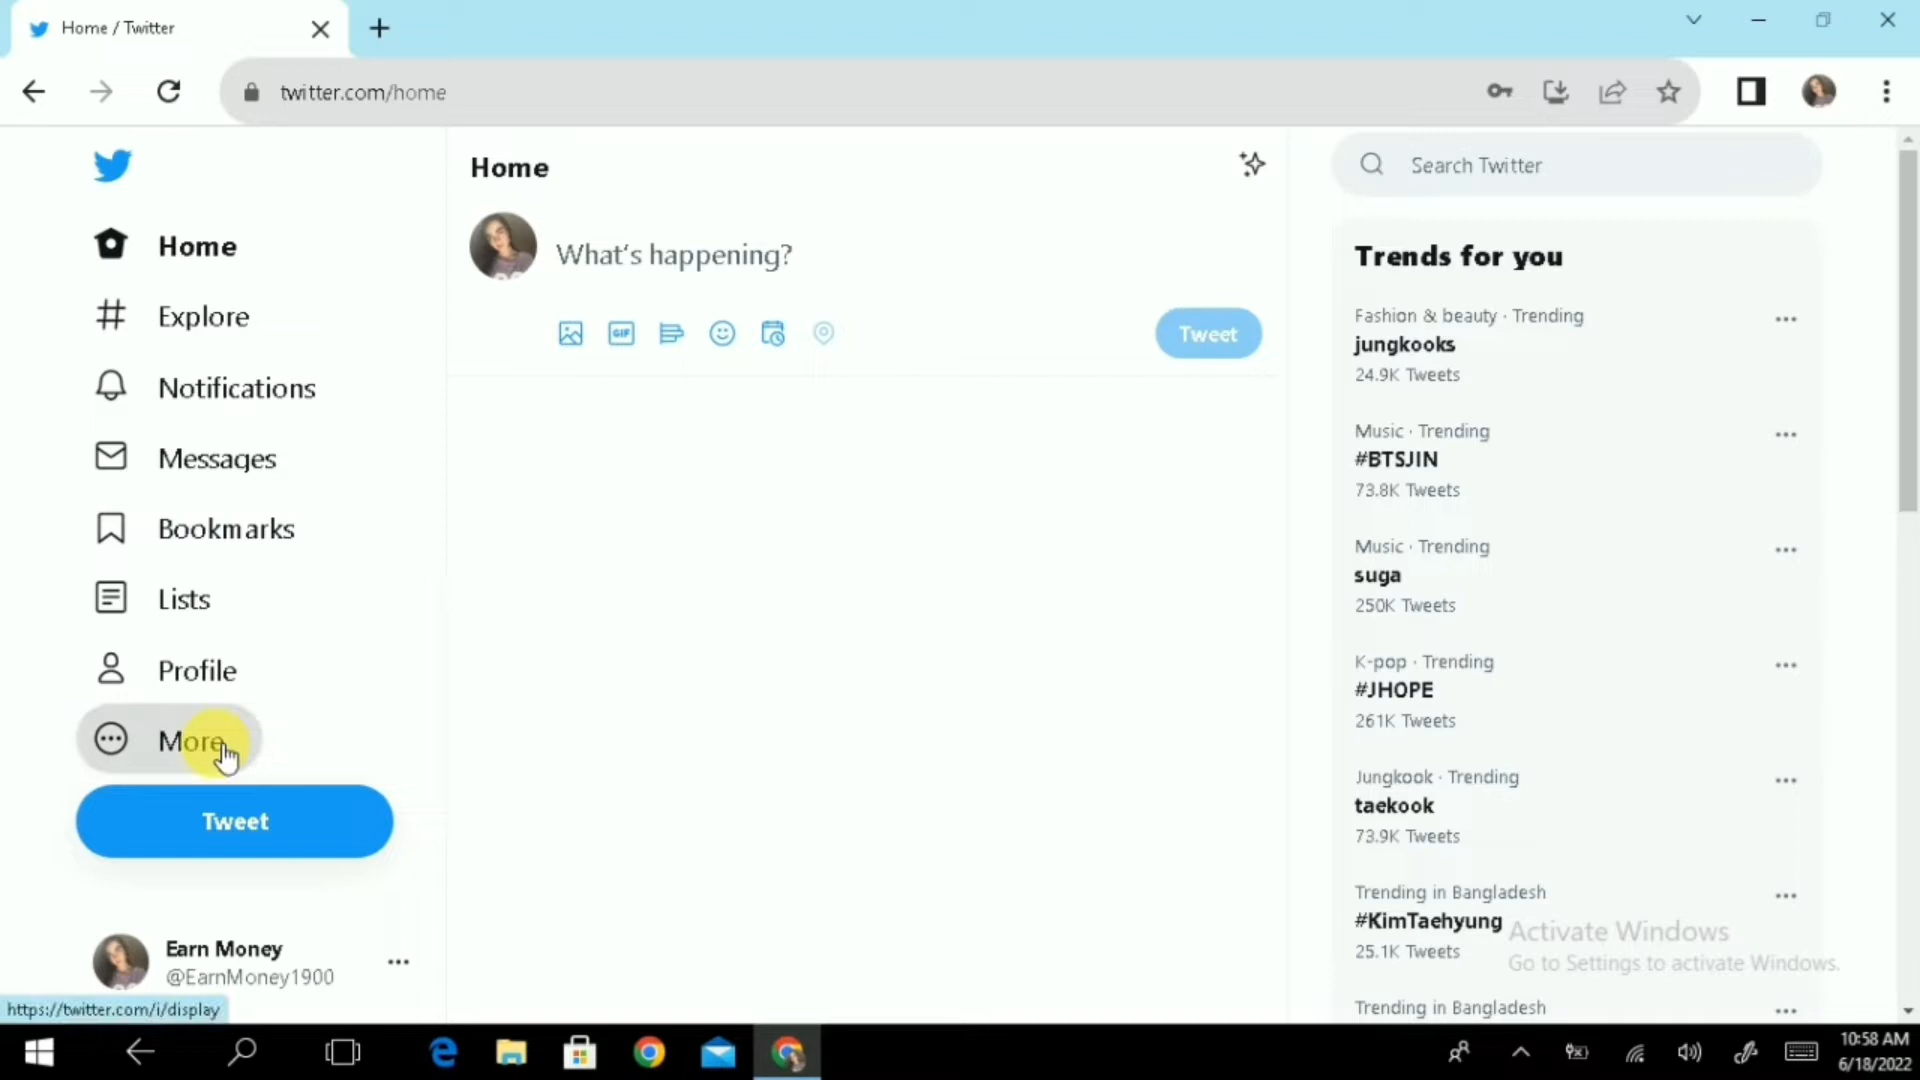 Home / Twitter
twitter.com/home
Home
Explore
Notifications
Messages
Bookmarks
Lists
Profile
More
Tweet
Earn Money
@EarnMoney1900
https://twitter.com/i/display
Home
What's happening?
GIF
Tweet
Search Twitter
Trends for you
Fashion & beauty · Trending
jungkooks
24.9K Tweets
Music · Trending
#BTSJIN
73.8K Tweets
Music · Trending
suga
250K Tweets
K-pop · Trending
#JHOPE
261K Tweets
Jungkook · Trending
taekook
73.9K Tweets
Trending in Bangladesh
#KimTaehyung
25.1K Tweets
Trending in Bangladesh
Activate Windows
Go to Settings to activate Windows.
10:58 AM
6/18/2022